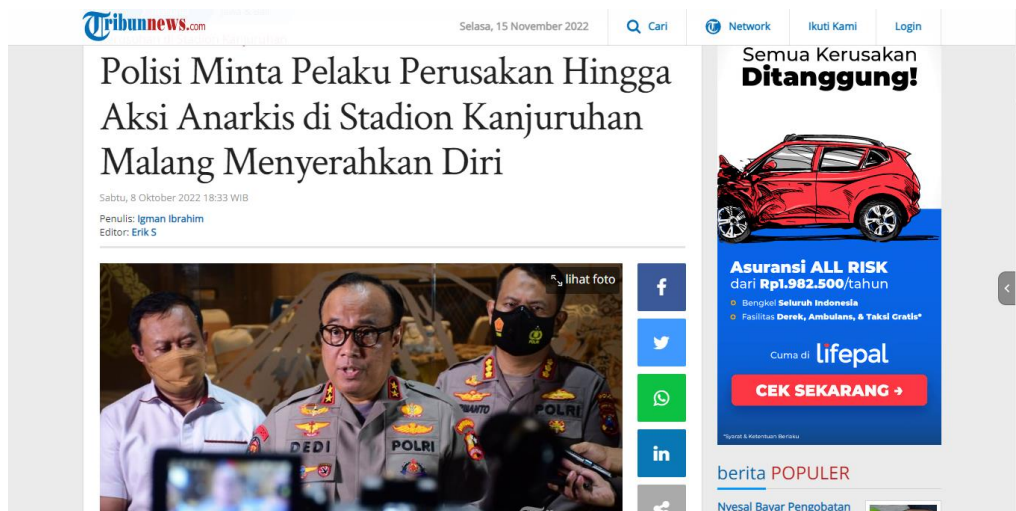 Tribunnews.com
Selasa, 15 November 2022
Cari
Network
Ikuti Kami
Login
Polisi Minta Pelaku Perusakan Hingga
Aksi Anarkis di Stadion Kanjuruhan
Malang Menyerahkan Diri
Sabtu, 8 Oktober 2022 18:33 WIB
Penulis: Igman Ibrahim
Editor: Erik S
lihat foto
DEDI
POLRI
POLRI
f
in
Semua Kerusakan
Ditanggung!
Asuransi ALL RISK
dari Rp1.982.500/tahun
Bengkel Seluruh Indonesia
Fasilitas Derek, Ambulans, & Taksi Gratis*
Cuma di lifepal
CEK SEKARANG →
*Syarat & Ketentuan Berlaku
berita POPULER
Nyesal Bayar Pengobatan